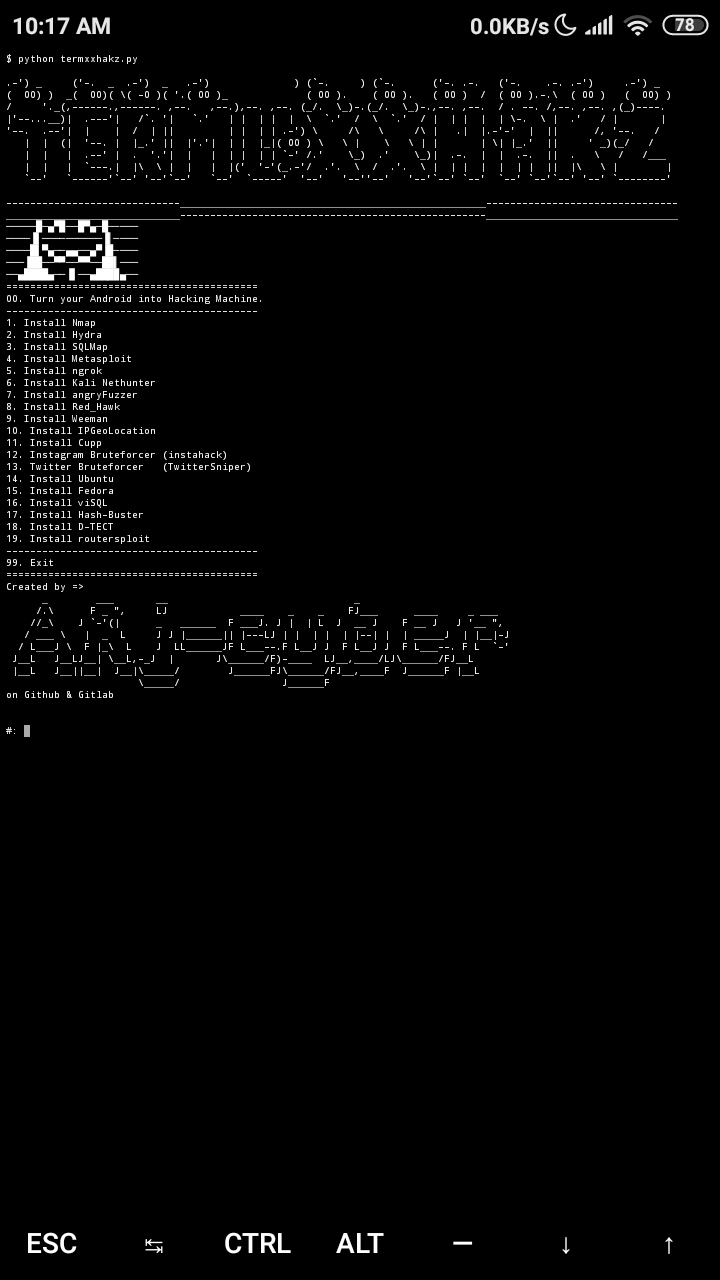 10:17 AM
0.0KB/s
78
$ python termxxhakz.py
TERMUXXHAKZ
========================================
00. Turn your Android into Hacking Machine.
----------------------------------------
1. Install Nmap
2. Install Hydra
3. Install SQLMap
4. Install Metasploit
5. Install ngrok
6. Install Kali Nethunter
7. Install angryFuzzer
8. Install Red_Hawk
9. Install Weeman
10. Install IPGeoLocation
11. Install Cupp
12. Instagram Bruteforcer (instahack)
13. Twitter Bruteforcer   (TwitterSniper)
14. Install Ubuntu
15. Install Fedora
16. Install viSQL
17. Install Hash-Buster
18. Install D-TECT
19. Install routersploit
----------------------------------------
99. Exit
========================================
Created by =>
on Github & Gitlab
#:
ESC
CTRL
ALT